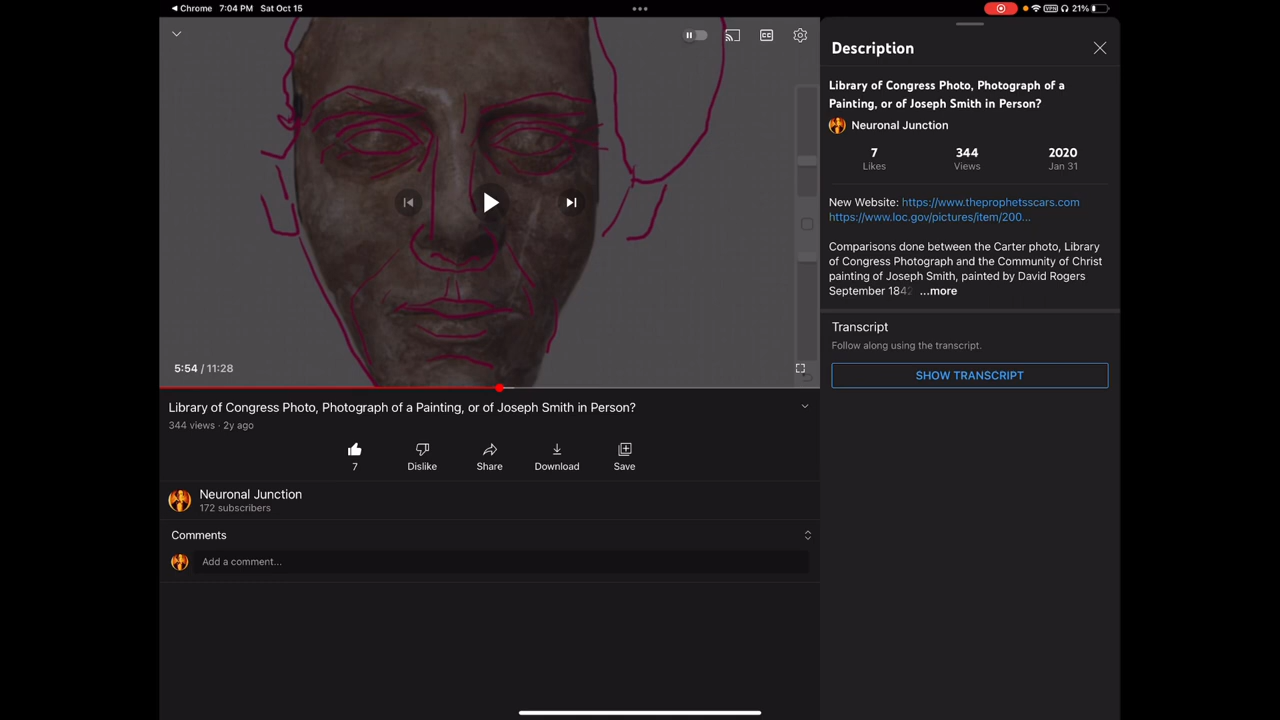 Chrome 7:04 PM Sat Oct 15
VPN 21%
CC
5:54 / 11:28
Library of Congress Photo, Photograph of a Painting, or of Joseph Smith in Person?
344 views · 2y ago
7 Dislike Share Download Save
Neuronal Junction
172 subscribers
Comments
Add a comment...
Description
Library of Congress Photo, Photograph of a
Painting, or of Joseph Smith in Person?
Neuronal Junction
7 344 2020
Likes Views Jan 31
New Website: https://www.theprophetsscars.com
https://www.loc.gov/pictures/item/200...
Comparisons done between the Carter photo, Library
of Congress Photograph and the Community of Christ
painting of Joseph Smith, painted by David Rogers
September 1842 ...more
Transcript
Follow along using the transcript.
SHOW TRANSCRIPT